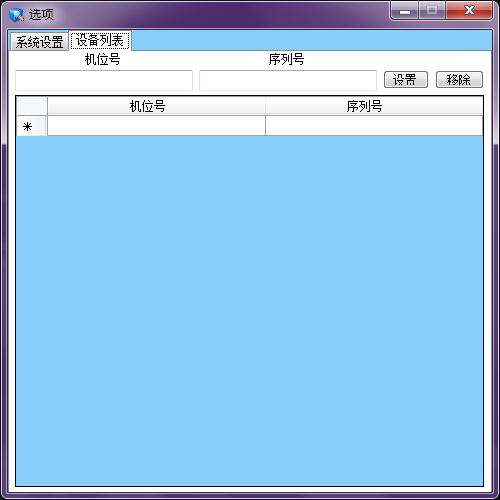 选项
系统设置 设备列表
机位号 序列号
设置 移除
机位号 序列号